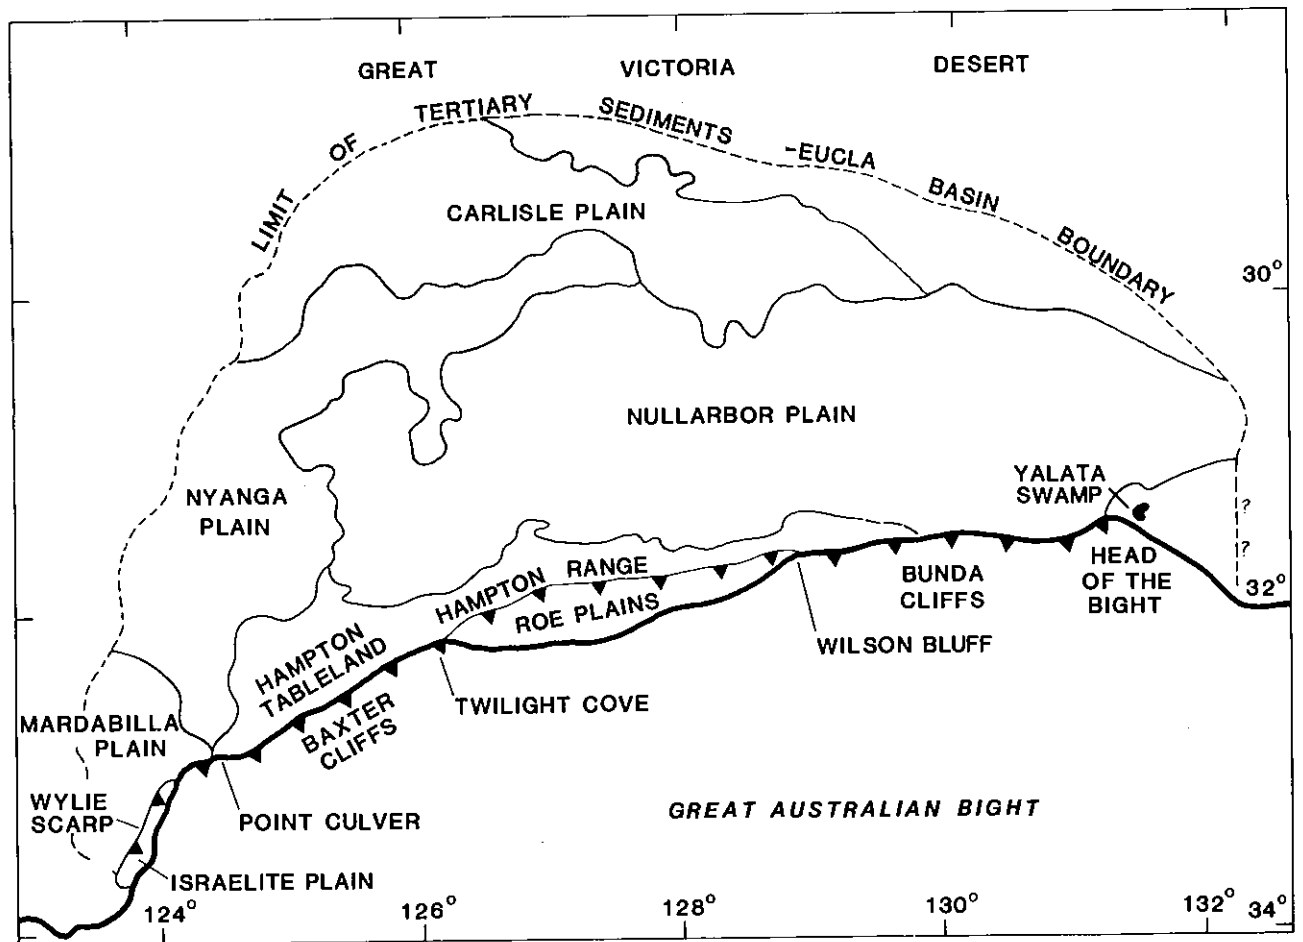 GREAT VICTORIA DESERT
LIMIT OF TERTIARY SEDIMENTS -EUCLA BASIN BOUNDARY
CARLISLE PLAIN
30°
NULLARBOR PLAIN
NYANGA
PLAIN
YALATA
SWAMP
?
?
HEAD
OF THE
BIGHT
32°
BUNDA
CLIFFS
HAMPTON RANGE
ROE PLAINS
WILSON BLUFF
HAMPTON
TABLELAND
TWILIGHT COVE
BAXTER
CLIFFS
MARDABILLA
PLAIN
WYLIE
SCARP
POINT CULVER
GREAT AUSTRALIAN BIGHT
ISRAELITE PLAIN
124° 126° 128° 130° 132° 34°